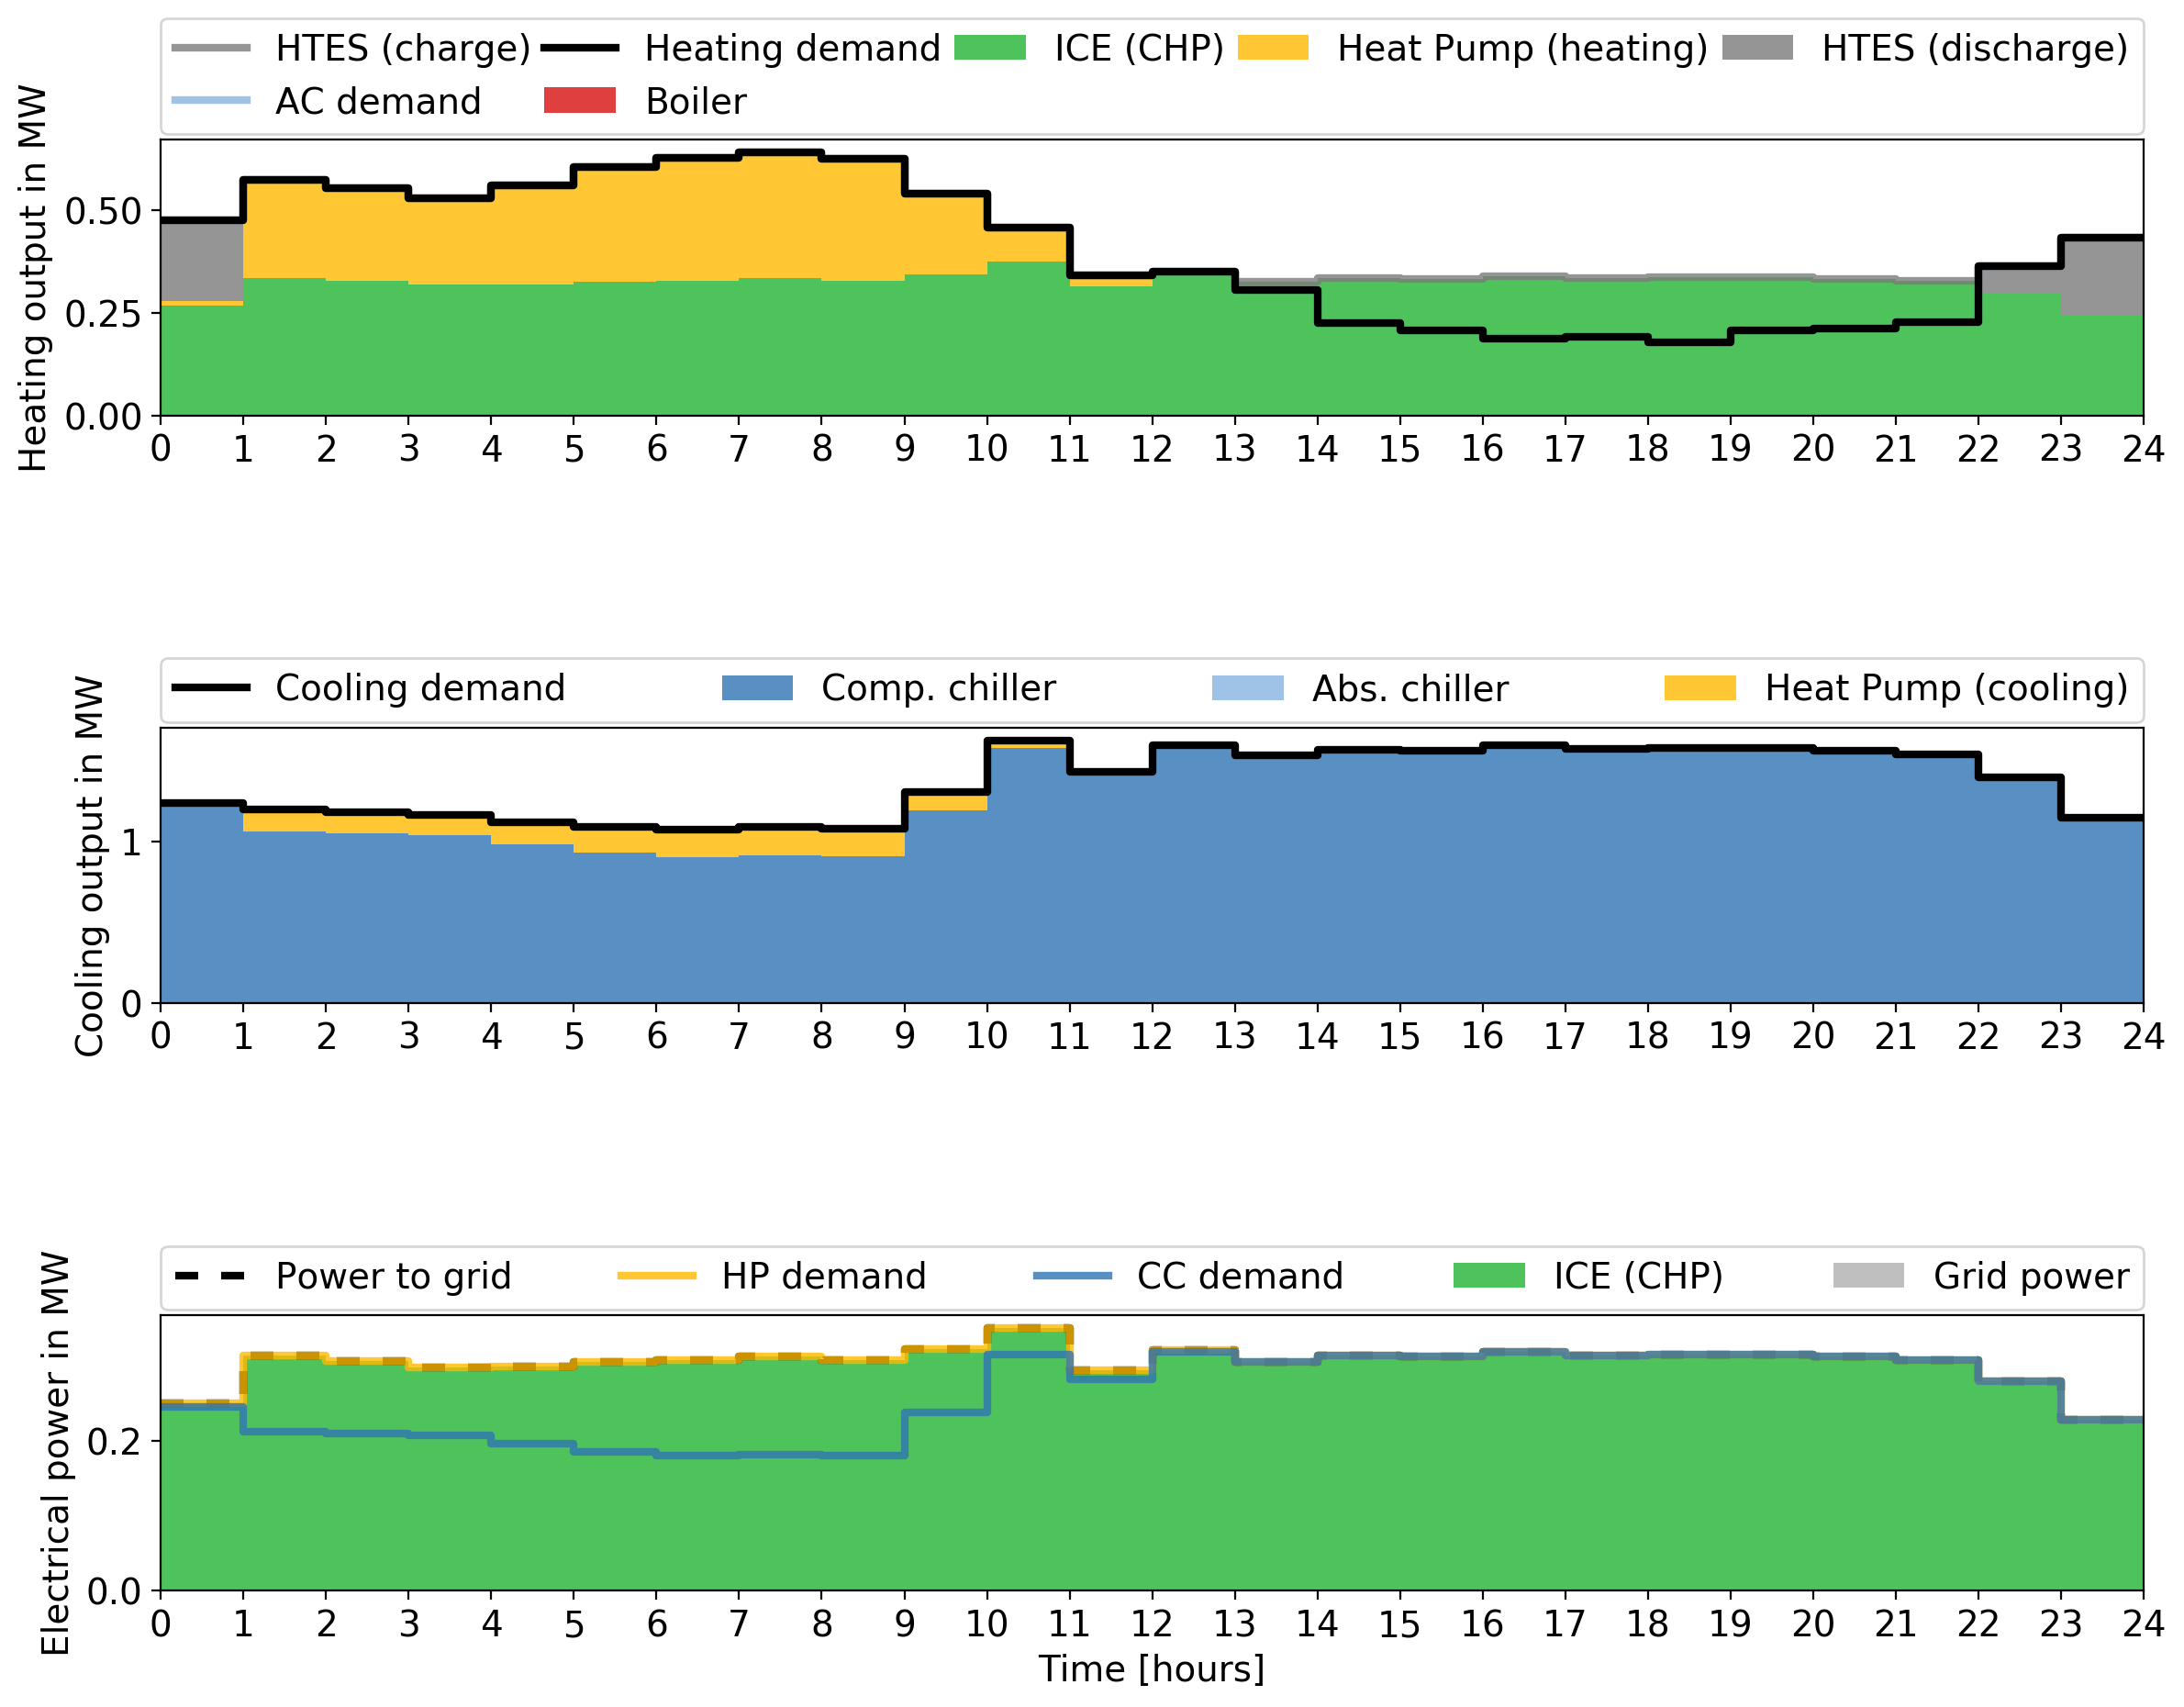 HTES (charge) Heating demand ICE (CHP) Heat Pump (heating) HTES (discharge)
AC demand Boiler
Heating output in MW
0.50
0.25
0.00
0 1 2 3 4 5 6 7 8 9 10 11 12 13 14 15 16 17 18 19 20 21 22 23 24
Cooling demand Comp. chiller Abs. chiller Heat Pump (cooling)
Cooling output in MW
1
0
0 1 2 3 4 5 6 7 8 9 10 11 12 13 14 15 16 17 18 19 20 21 22 23 24
Power to grid HP demand CC demand ICE (CHP) Grid power
Electrical power in MW
0.2
0.0
0 1 2 3 4 5 6 7 8 9 10 11 12 13 14 15 16 17 18 19 20 21 22 23 24
Time [hours]